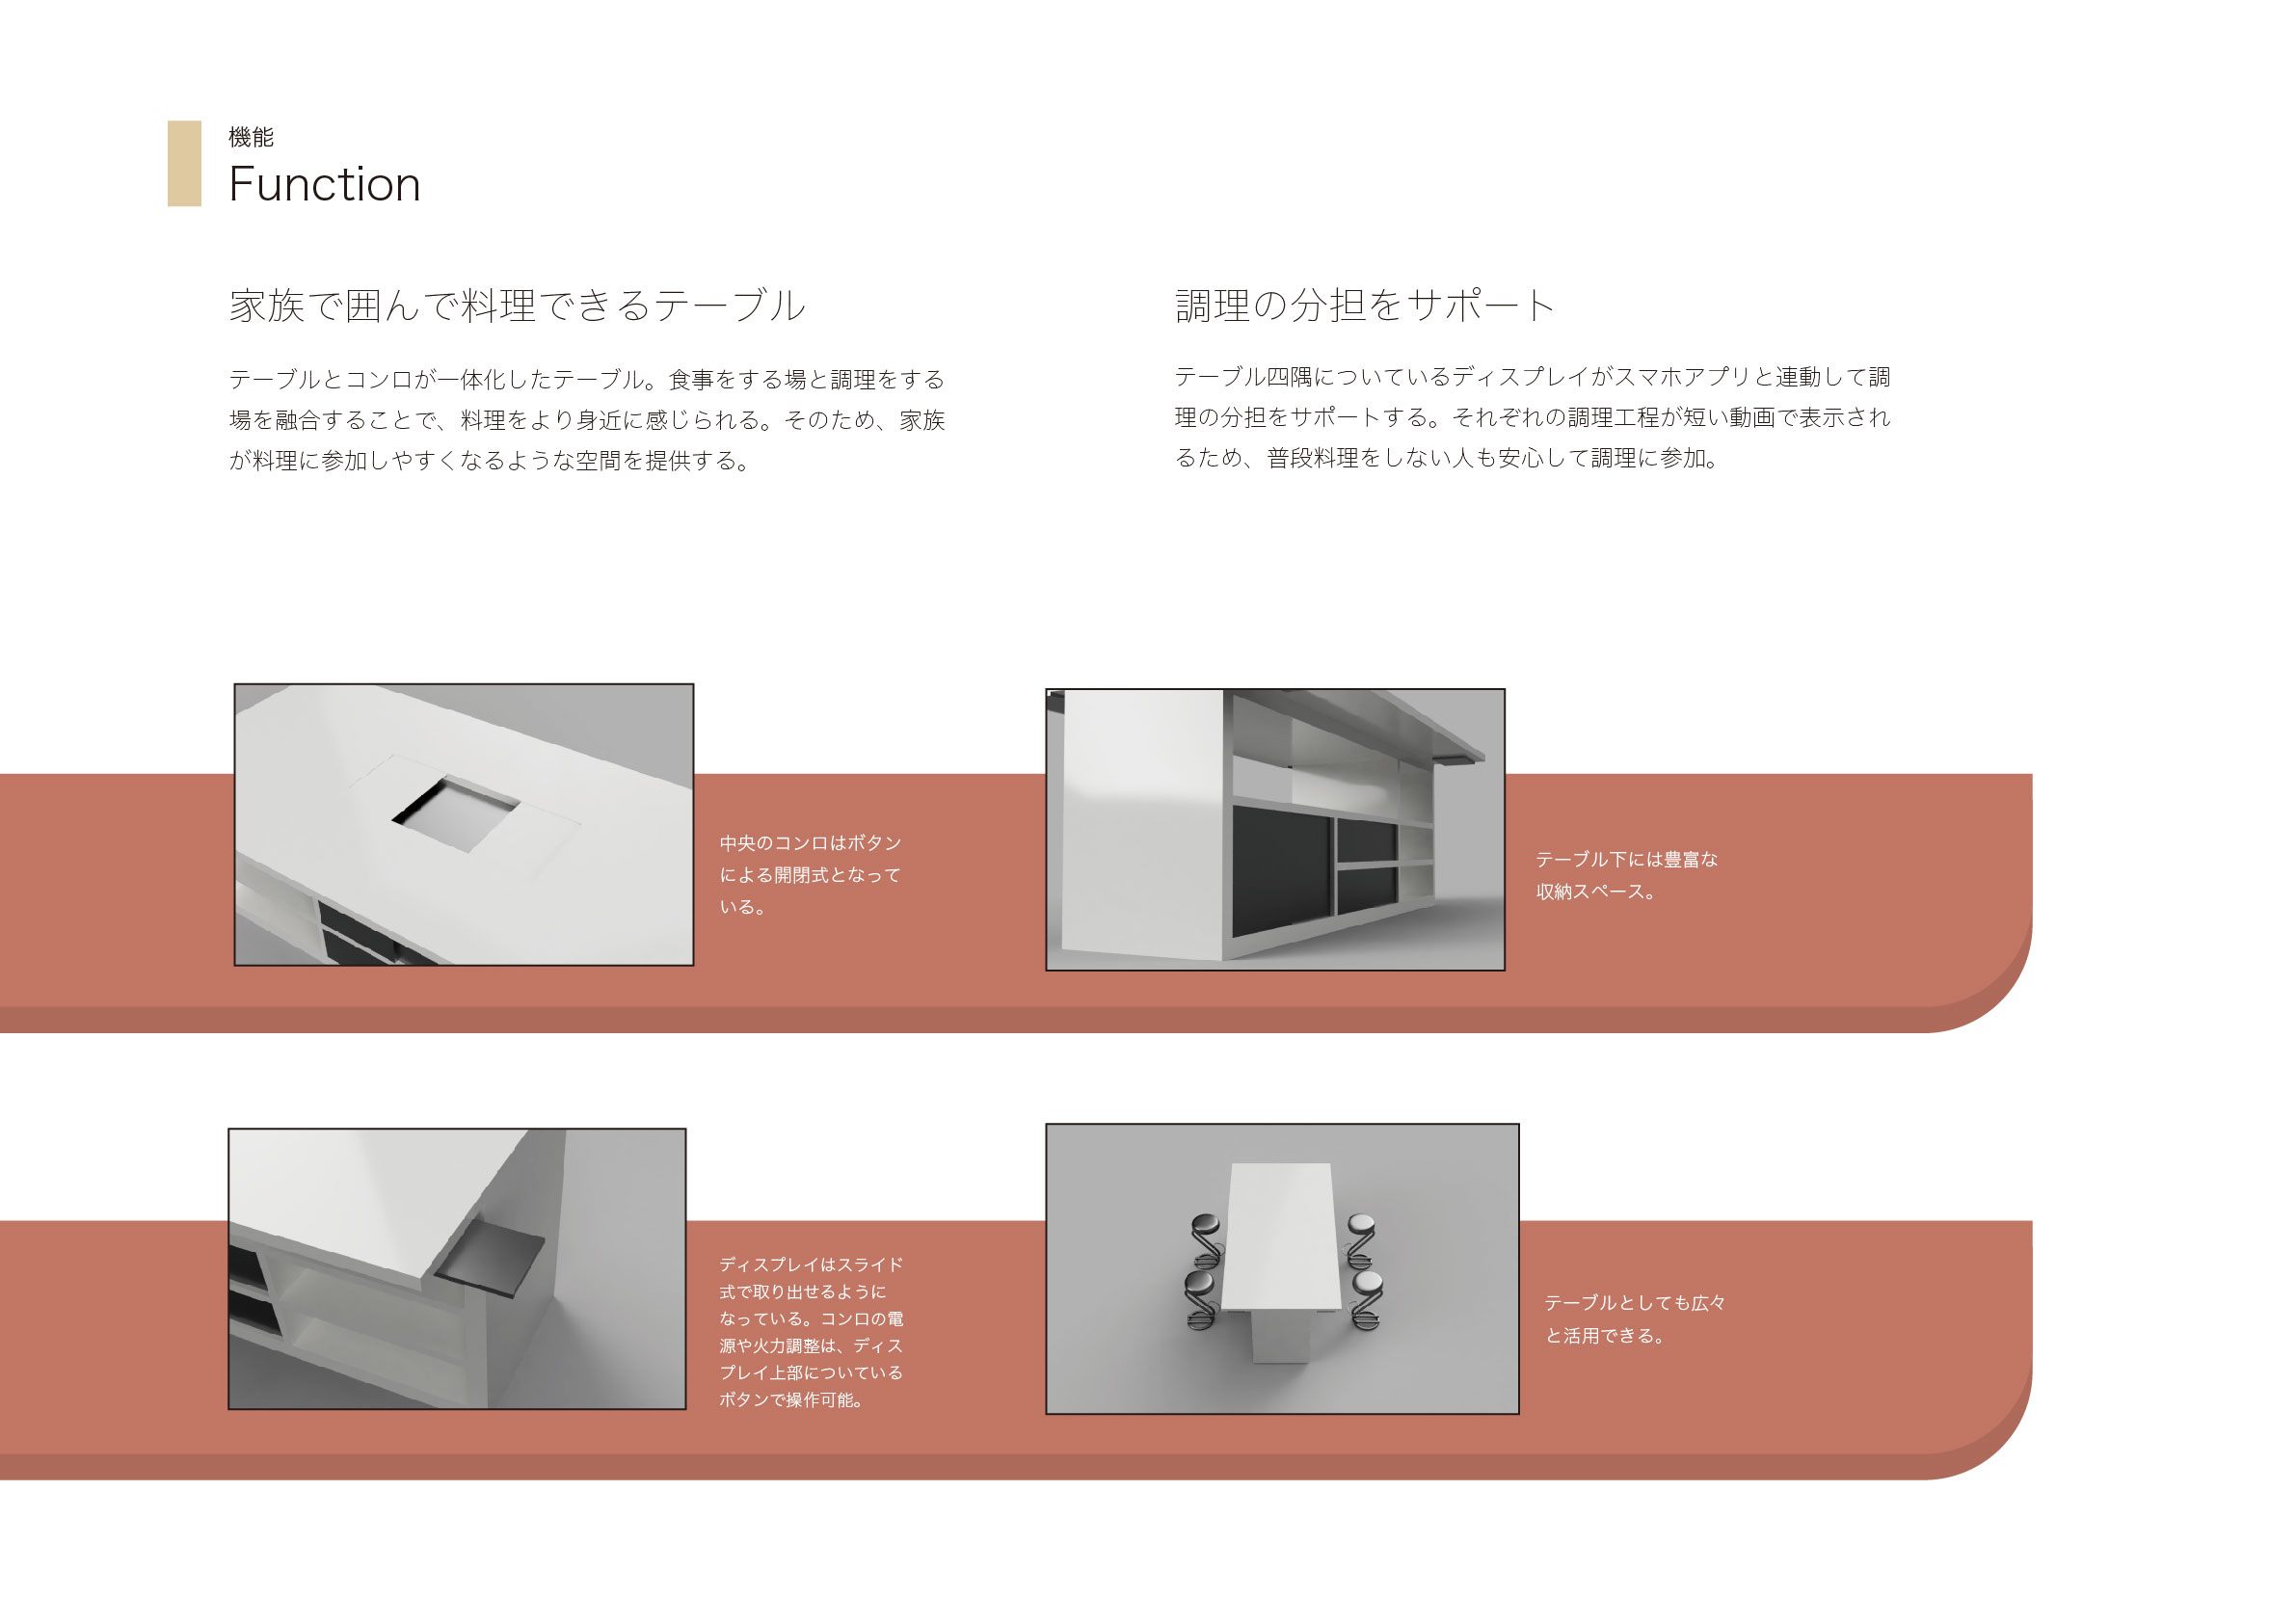 機能
Function
家族で囲んで料理できるテーブル
テーブルとコンロが一体化したテーブル。食事をする場と調理をする
場を融合することで、料理をより身近に感じられる。そのため、家族
が料理に参加しやすくなるような空間を提供する。
調理の分担をサポート
テーブル四隅についているディスプレイがスマホアプリと連動して調
理の分担をサポートする。それぞれの調理工程が短い動画で表示され
るため、普段料理をしない人も安心して調理に参加。
中央のコンロはボタン
による開閉式となって
いる。
テーブル下には豊富な
収納スペース。
ディスプレイはスライド
式で取り出せるように
なっている。コンロの電
源や火力調整は、ディス
プレイ上部についている
ボタンで操作可能。
テーブルとしても広々
と活用できる。